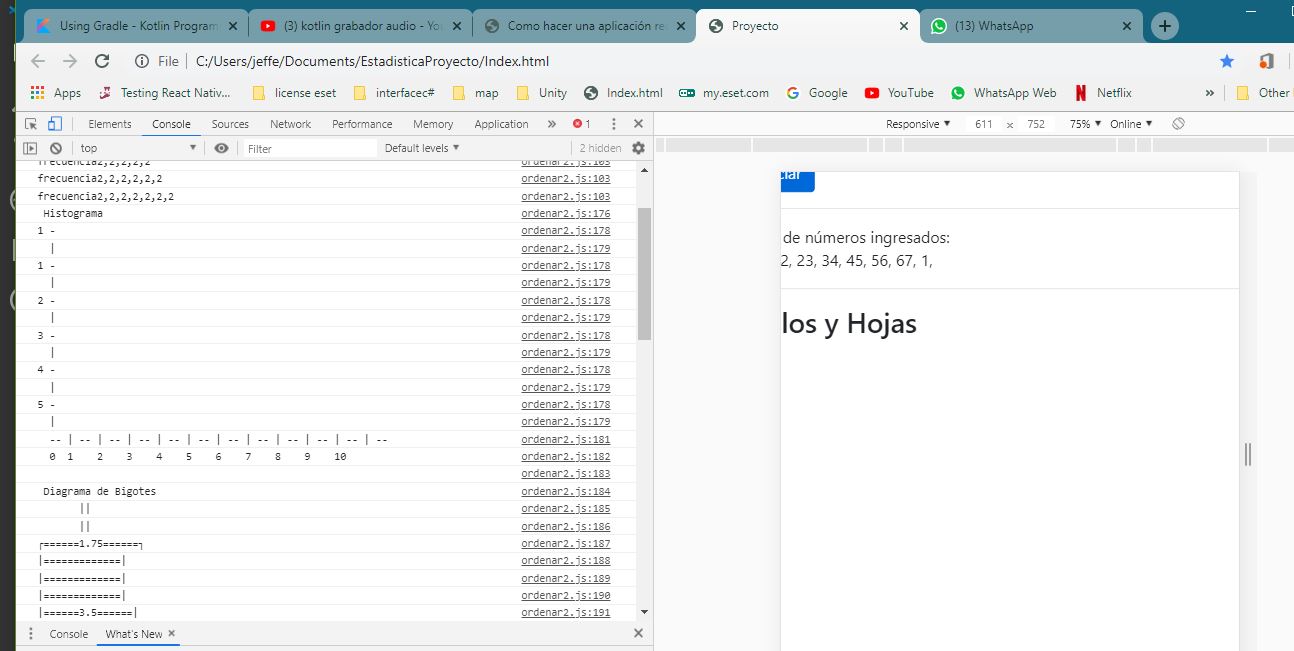 Using Gradle - Kotlin Program
(3) kotlin grabador audio - You
Como hacer una aplicación re
Proyecto
(13) WhatsApp
File
C:/Users/jeffe/Documents/EstadisticaProyecto/Index.html
Apps
Testing React Nativ...
license eset
interfacec#
map
Unity
Index.html
my.eset.com
Google
YouTube
WhatsApp Web
Netflix
»
Other
Elements
Console
Sources
Network
Performance
Memory
Application
»
1
Responsive
611
x
752
75%
Online
top
Filter
Default levels
2 hidden
frecuencia2,2,2,2,2 ordenar2.js:103
frecuencia2,2,2,2,2,2 ordenar2.js:103
frecuencia2,2,2,2,2,2,2 ordenar2.js:103
Histograma ordenar2.js:176
1 - ordenar2.js:178
| ordenar2.js:179
1 - ordenar2.js:178
| ordenar2.js:179
2 - ordenar2.js:178
| ordenar2.js:179
3 - ordenar2.js:178
| ordenar2.js:179
4 - ordenar2.js:178
| ordenar2.js:179
5 - ordenar2.js:178
| ordenar2.js:179
-- | -- | -- | -- | -- | -- | -- | -- | -- | -- | -- | -- ordenar2.js:181
0 1 2 3 4 5 6 7 8 9 10 ordenar2.js:182
ordenar2.js:183
Diagrama de Bigotes ordenar2.js:184
|| ordenar2.js:185
|| ordenar2.js:186
┌======1.75======┐ ordenar2.js:187
|=============| ordenar2.js:188
|=============| ordenar2.js:189
|=============| ordenar2.js:190
|======3.5======| ordenar2.js:191
Console
What's New
de números ingresados:
2, 23, 34, 45, 56, 67, 1,
los y Hojas